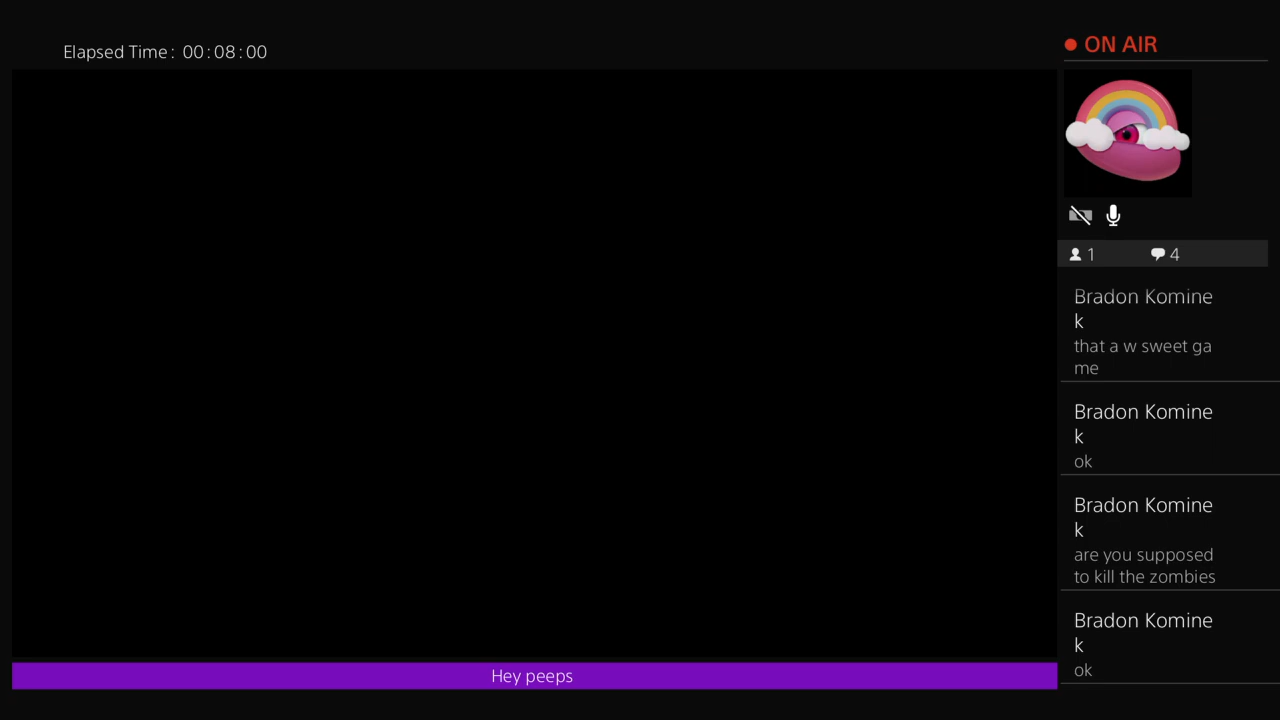 Elapsed Time: 00:08:00
ON AIR
1 4
Bradon Komine
k
that a w sweet ga
me
Bradon Komine
k
ok
Bradon Komine
k
are you supposed
to kill the zombies
Bradon Komine
k
ok
Hey peeps